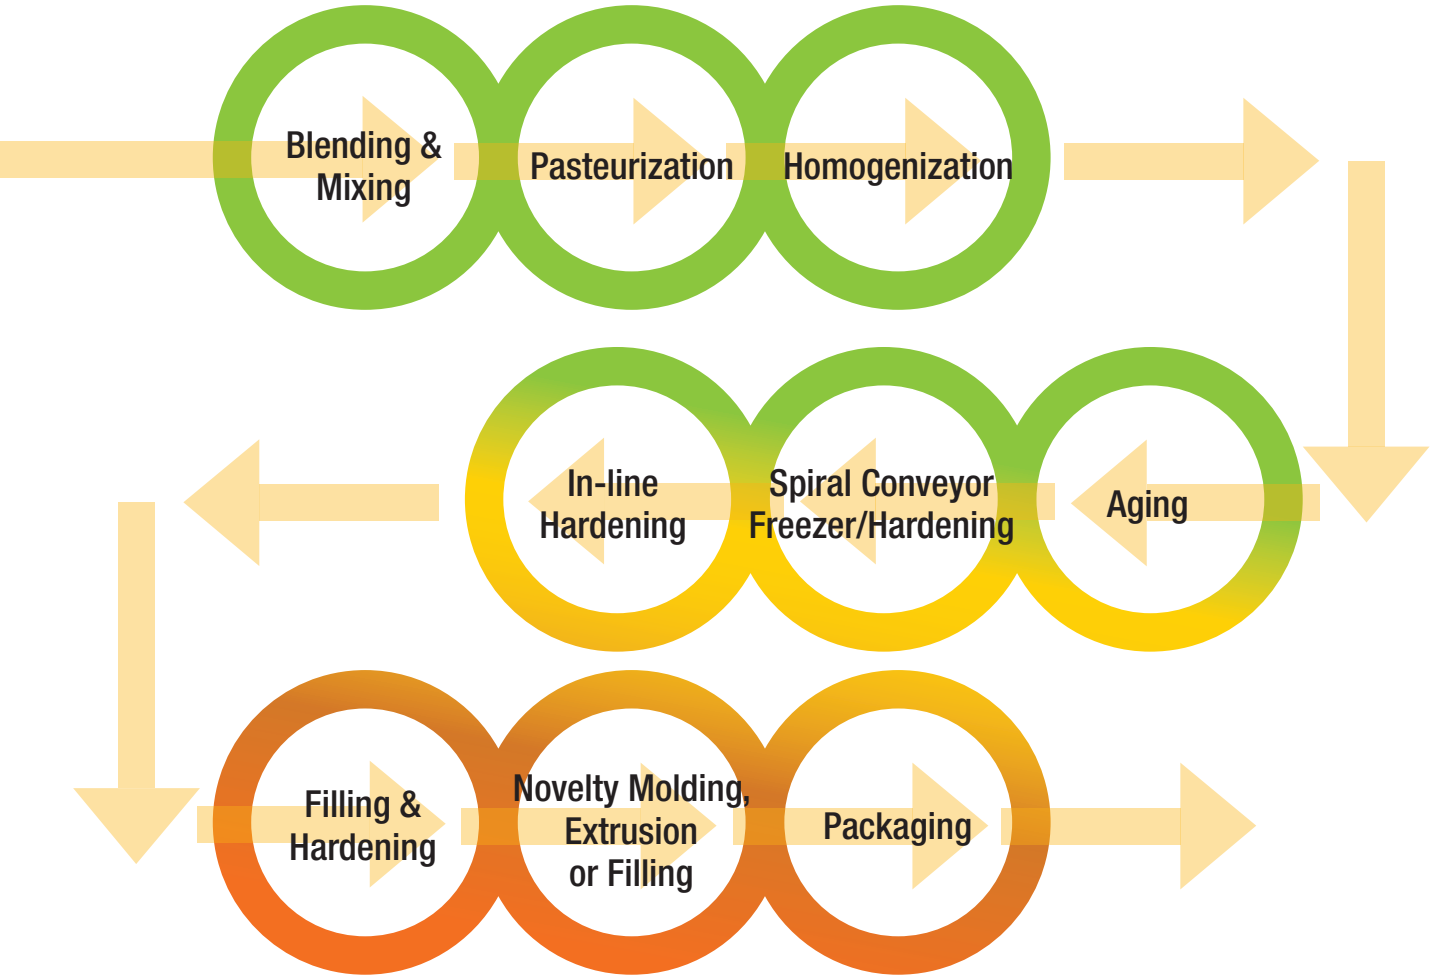 Blending &
Mixing
Pasteurization
Homogenization
Aging
Spiral Conveyor
Freezer/Hardening
In-line
Hardening
Filling &
Hardening
Novelty Molding,
Extrusion
or Filling
Packaging